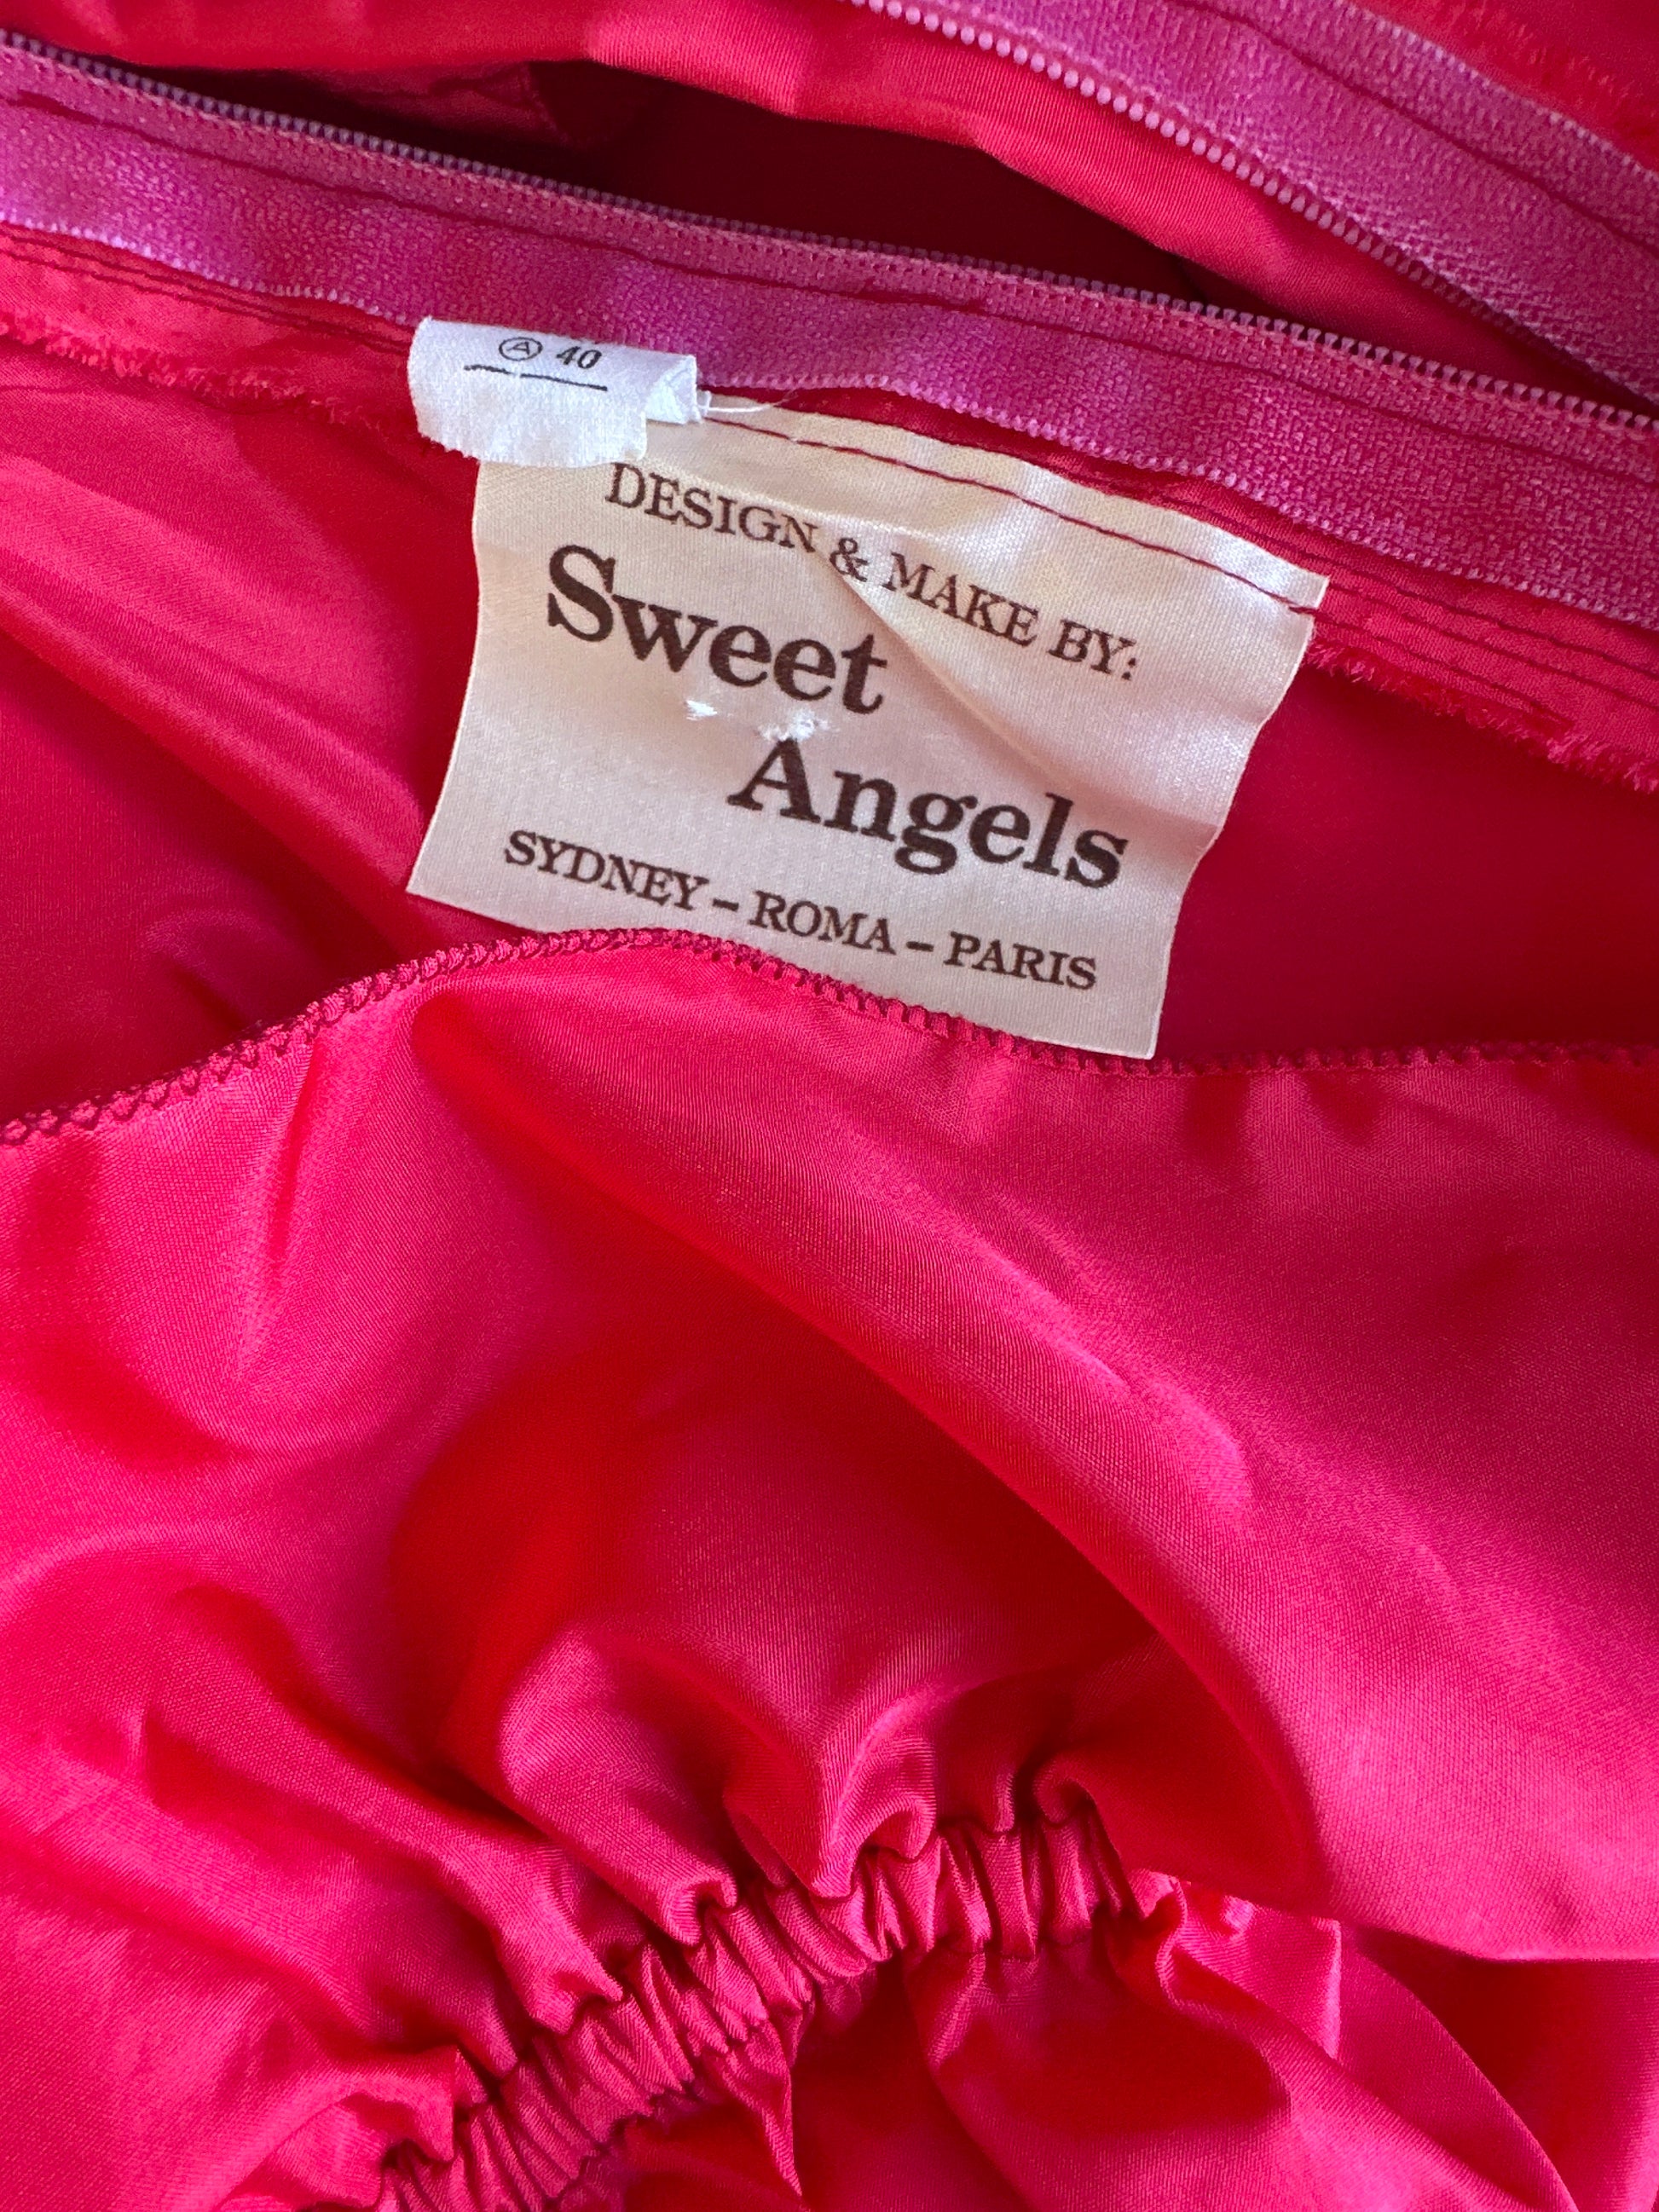 Ⓐ 40
DESIGN & MAKE BY:
Sweet
Angels
SYDNEY – ROMA – PARIS